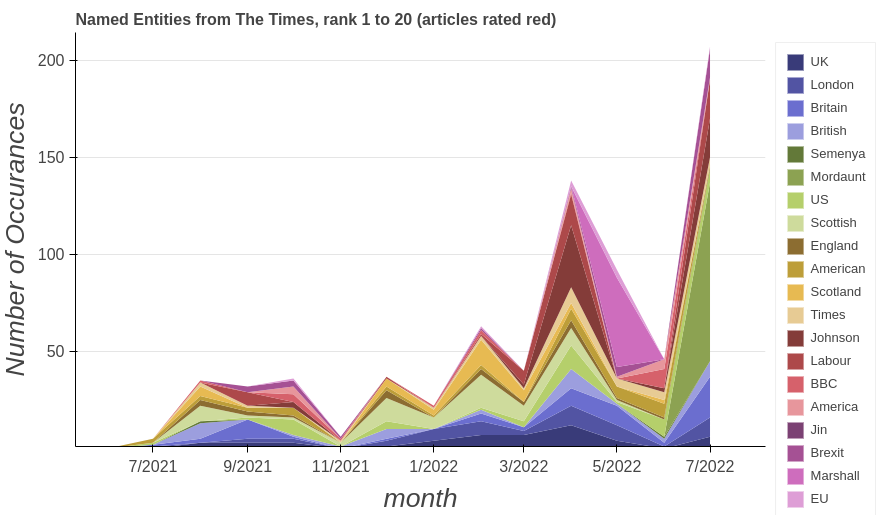 Named Entities from The Times, rank 1 to 20 (articles rated red)
200
150
100
50
Number of Occurances
7/2021
9/2021
11/2021
1/2022
3/2022
5/2022
7/2022
month
UK
London
Britain
British
Semenya
Mordaunt
US
Scottish
England
American
Scotland
Times
Johnson
Labour
BBC
America
Jin
Brexit
Marshall
EU